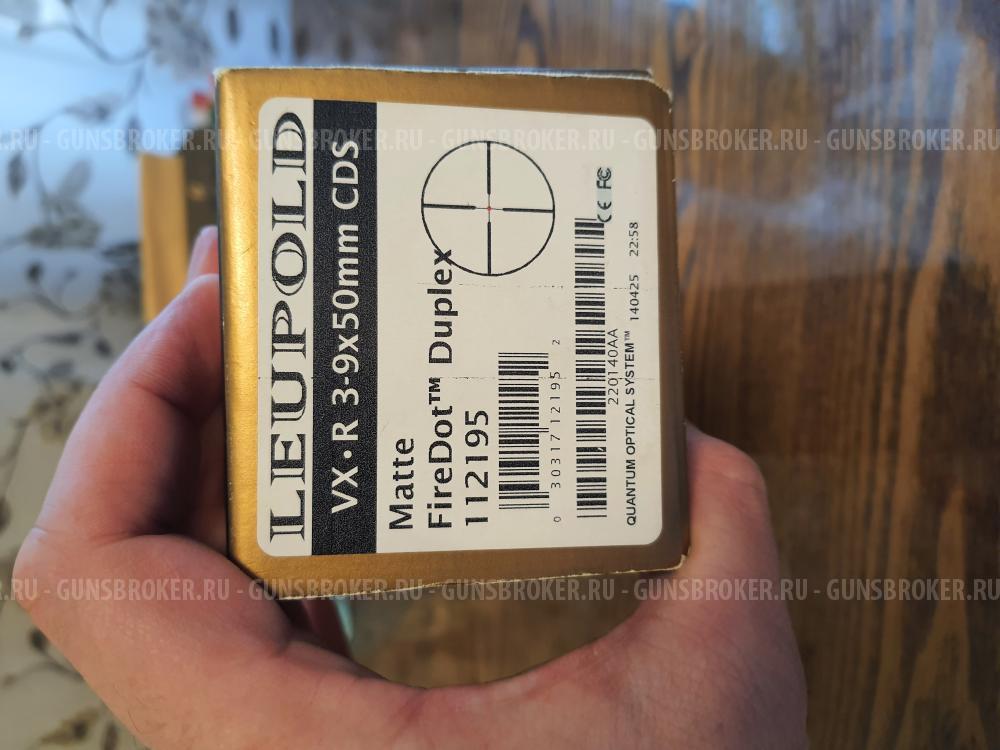 LEUPOLD
VX•R 3-9x50mm CDS
Matte
FireDot™ Duplex
112195
0 30317 12195 2
CE FC
220140AA
QUANTUM OPTICAL SYSTEM™ 140425 22:58
R.RU - GUNSBROKER.RU - GUNSBROKER.RU - GUNSBROKER.RU - GUNSBROKER.RU - GUNSBROKER.RU
R.RU - GUNSBROKER.RU - GUNSBROKER.RU - GUNSBROKER.RU - GUNSBROKER.RU - GUNSBROKER.RU